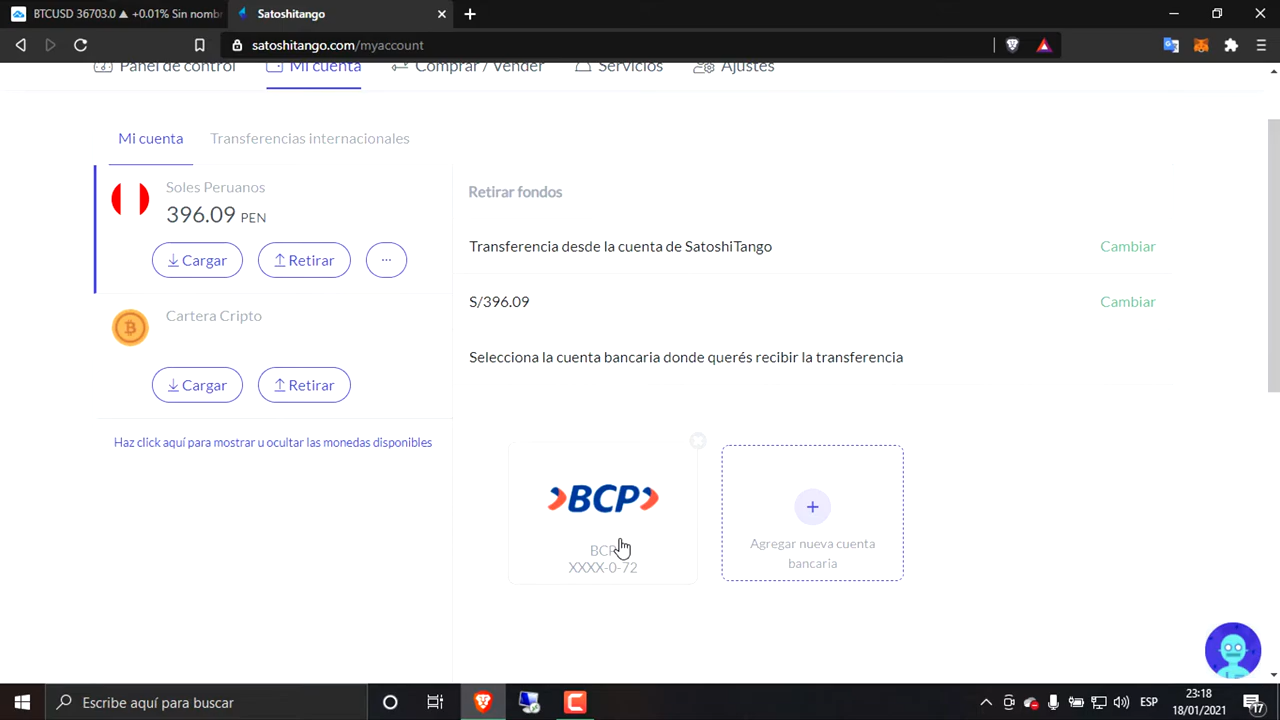 BTCUSD 36703.0 ▲ +0.01% Sin nombr
Satoshitango
satoshitango.com/myaccount
Panel de control
Mi cuenta
Comprar / Vender
Servicios
Ajustes
Mi cuenta
Transferencias internacionales
Soles Peruanos
396.09 PEN
Cargar
Retirar
...
Cartera Cripto
Cargar
Retirar
Haz click aquí para mostrar u ocultar las monedas disponibles
Retirar fondos
Transferencia desde la cuenta de SatoshiTango
Cambiar
S/396.09
Cambiar
Selecciona la cuenta bancaria donde querés recibir la transferencia
BCP
BCP
XXXX-0-72
+
Agregar nueva cuenta
bancaria
Escribe aquí para buscar
ESP
23:18
18/01/2021
17